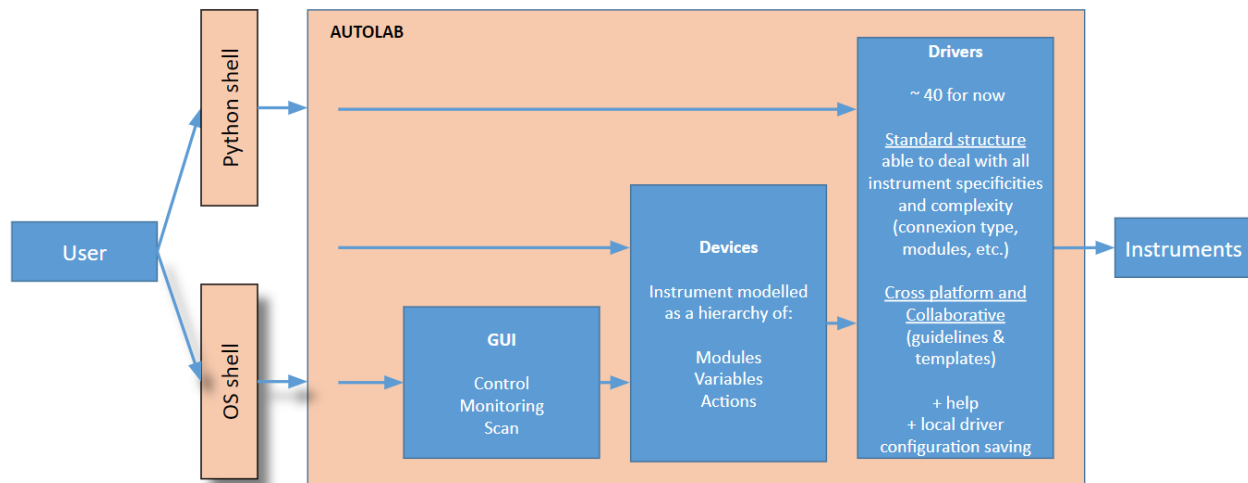 User
Python shell
OS shell
AUTOLAB
GUI
Control
Monitoring
Scan
Devices
Instrument modelled
as a hierarchy of:
Modules
Variables
Actions
Drivers
~ 40 for now
Standard structure
able to deal with all
instrument specificities
and complexity
(connexion type,
modules, etc.)
Cross platform and
Collaborative
(guidelines &
templates)
+ help
+ local driver
configuration saving
Instruments